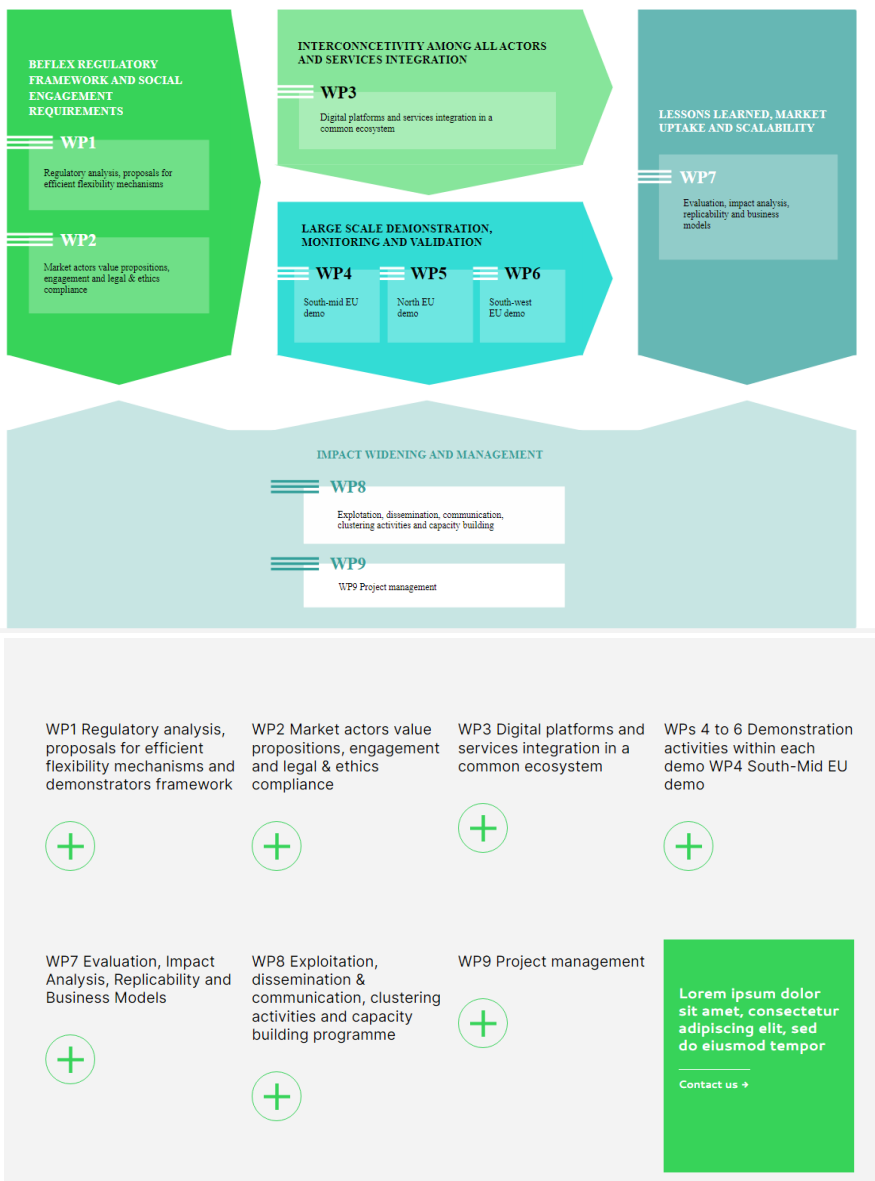 BEFLEX REGULATORY
FRAMEWORK AND SOCIAL
ENGAGEMENT
REQUIREMENTS
WP1
Regulatory analysis, proposals for
efficient flexibility mechanisms
WP2
Market actors value propositions,
engagement and legal & ethics
compliance
INTERCONNCETIVITY AMONG ALL ACTORS
AND SERVICES INTEGRATION
WP3
Digital platforms and services integration in a
common ecosystem
LARGE SCALE DEMONSTRATION,
MONITORING AND VALIDATION
WP4
South-mid EU
demo
WP5
North EU
demo
WP6
South-west
EU demo
LESSONS LEARNED, MARKET
UPTAKE AND SCALABILITY
WP7
Evaluation, impact analysis,
replicability and business
models
IMPACT WIDENING AND MANAGEMENT
WP8
Explotation, dissemination, communication,
clustering activities and capacity building
WP9
WP9 Project management
WP1 Regulatory analysis,
proposals for efficient
flexibility mechanisms and
demonstrators framework
WP2 Market actors value
propositions, engagement
and legal & ethics
compliance
WP3 Digital platforms and
services integration in a
common ecosystem
WPs 4 to 6 Demonstration
activities within each
demo WP4 South-Mid EU
demo
WP7 Evaluation, Impact
Analysis, Replicability and
Business Models
WP8 Exploitation,
dissemination &
communication, clustering
activities and capacity
building programme
WP9 Project management
Lorem ipsum dolor
sit amet, consectetur
adipiscing elit, sed
do eiusmod tempor
Contact us →